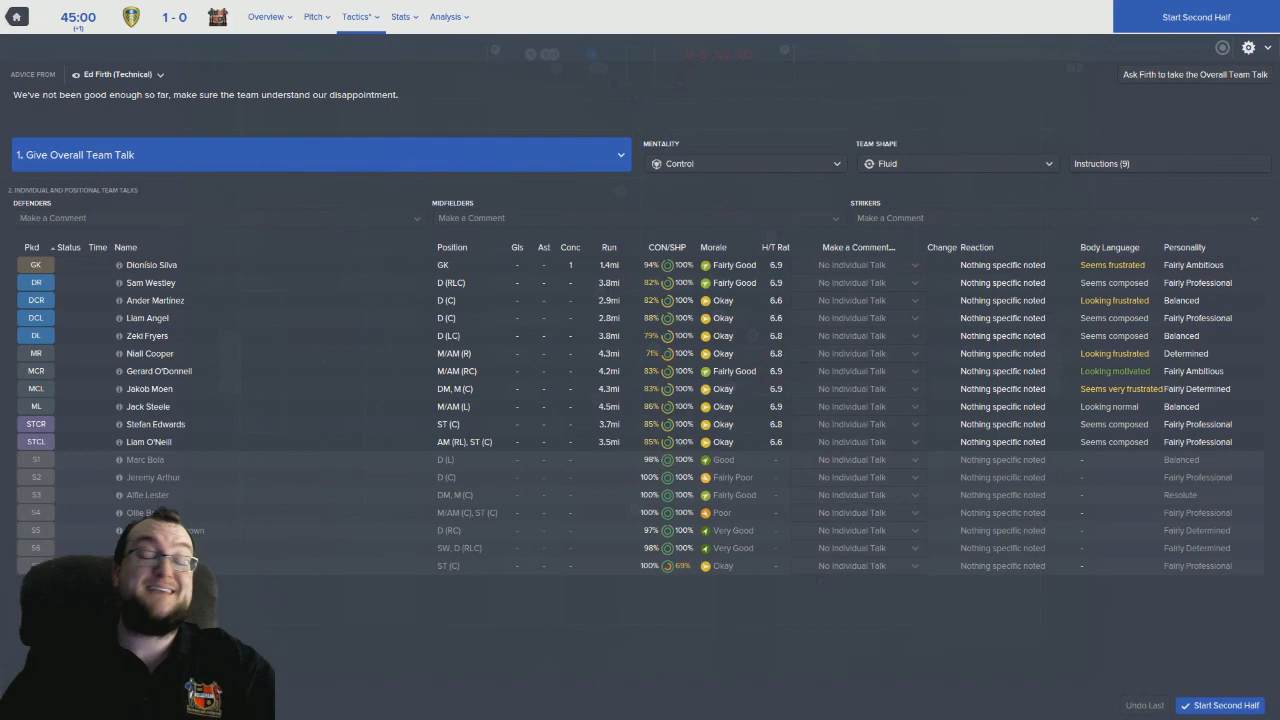 45:00 (+1) 1 - 0 Overview Pitch Tactics* Stats Analysis Start Second Half
ADVICE FROM Ed Firth (Technical) Ask Firth to take the Overall Team Talk
We've not been good enough so far, make sure the team understand our disappointment.
MENTALITY TEAM SHAPE
1. Give Overall Team Talk Control Fluid Instructions (9)
2. INDIVIDUAL AND POSITIONAL TEAM TALKS
DEFENDERS MIDFIELDERS STRIKERS
Make a Comment Make a Comment Make a Comment
Pkd Status Time Name Position Gls Ast Conc Run CON/SHP Morale H/T Rat Make a Comment... Change Reaction Body Language Personality
GK Dionísio Silva GK - - 1 1.4mi 94% 100% Fairly Good 6.9 No Individual Talk Nothing specific noted Seems frustrated Fairly Ambitious
DR Sam Westley D (RLC) - - - 3.8mi 82% 100% Fairly Good 6.9 No Individual Talk Nothing specific noted Seems composed Fairly Professional
DCR Ander Martínez D (C) - - - 2.9mi 82% 100% Okay 6.6 No Individual Talk Nothing specific noted Looking frustrated Balanced
DCL Liam Angel D (C) - - - 2.8mi 88% 100% Okay 6.6 No Individual Talk Nothing specific noted Seems composed Fairly Professional
DL Zeki Fryers D (LC) - - - 3.8mi 79% 100% Okay 6.8 No Individual Talk Nothing specific noted Seems composed Balanced
MR Niall Cooper M/AM (R) - - - 4.3mi 71% 100% Okay 6.8 No Individual Talk Nothing specific noted Looking frustrated Determined
MCR Gerard O'Donnell M/AM (RC) - - - 4.2mi 83% 100% Fairly Good 6.9 No Individual Talk Nothing specific noted Looking motivated Fairly Ambitious
MCL Jakob Moen DM, M (C) - - - 4.3mi 83% 100% Okay 6.9 No Individual Talk Nothing specific noted Seems very frustrated Fairly Determined
ML Jack Steele M/AM (L) - - - 4.5mi 86% 100% Okay 6.9 No Individual Talk Nothing specific noted Looking normal Balanced
STCR Stefan Edwards ST (C) - - - 3.7mi 85% 100% Okay 6.8 No Individual Talk Nothing specific noted Seems composed Fairly Professional
STCL Liam O'Neill AM (RL), ST (C) - - - 3.5mi 85% 100% Okay 6.6 No Individual Talk Nothing specific noted Seems composed Fairly Professional
S1 Marc Bola D (L) 98% 100% Good - No Individual Talk Nothing specific noted - Balanced
S2 Jeremy Arthur D (C) 100% 100% Fairly Poor - No Individual Talk Nothing specific noted - Fairly Professional
S3 Alfie Lester DM, M (C) 100% 100% Fairly Good - No Individual Talk Nothing specific noted - Resolute
S4 Ollie M/AM (C), ST (C) 100% 100% Poor - No Individual Talk Nothing specific noted - Fairly Professional
S5 D (RC) 97% 100% Very Good - No Individual Talk Nothing specific noted - Fairly Determined
S6 SW, D (RLC) 98% 100% Very Good - No Individual Talk Nothing specific noted - Fairly Determined
ST (C) 100% 69% Okay - No Individual Talk Nothing specific noted - Fairly Professional
Undo Last Start Second Half